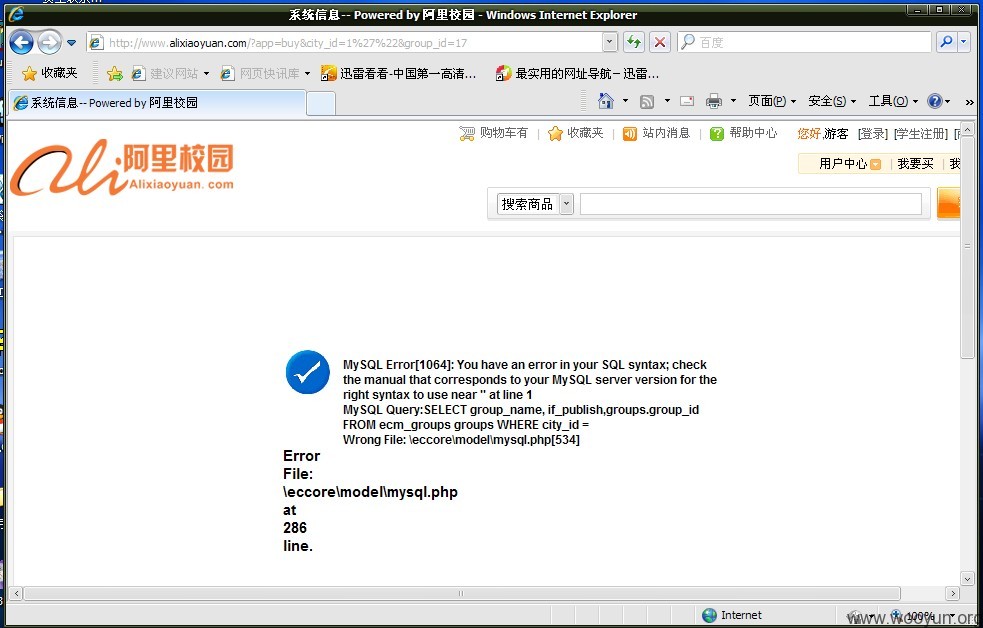 系统信息-- Powered by 阿里校园 - Windows Internet Explorer
http://www.alixiaoyuan.com/?app=buy&city_id=1%27%22&group_id=17
百度
收藏夹
建议网站
网页快讯库
迅雷看看-中国第一高清...
最实用的网址导航-迅雷...
系统信息-- Powered by 阿里校园
页面(P)
安全(S)
工具(O)
»
购物车有 | 收藏夹 | 站内消息 | 帮助中心 您好,游客 [登录] [学生注册]
ali阿里校园
Alixiaoyuan.com
用户中心 | 我要买 | 我
搜索商品
MySQL Error[1064]: You have an error in your SQL syntax; check
the manual that corresponds to your MySQL server version for the
right syntax to use near '' at line 1
MySQL Query:SELECT group_name, if_publish,groups.group_id
FROM ecm_groups groups WHERE city_id =
Wrong File: \eccore\model\mysql.php[534]
Error
File:
\eccore\model\mysql.php
at
286
line.
Internet
100%
www.wooyun.org